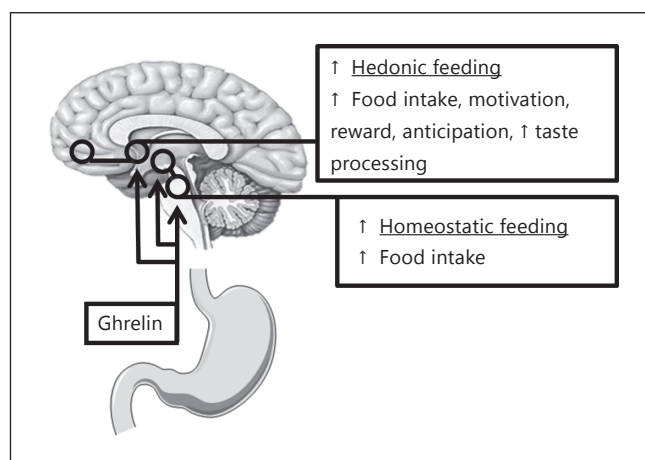 ↑ Hedonic feeding
↑ Food intake, motivation,
reward, anticipation, ↑ taste
processing
↑ Homeostatic feeding
↑ Food intake
Ghrelin